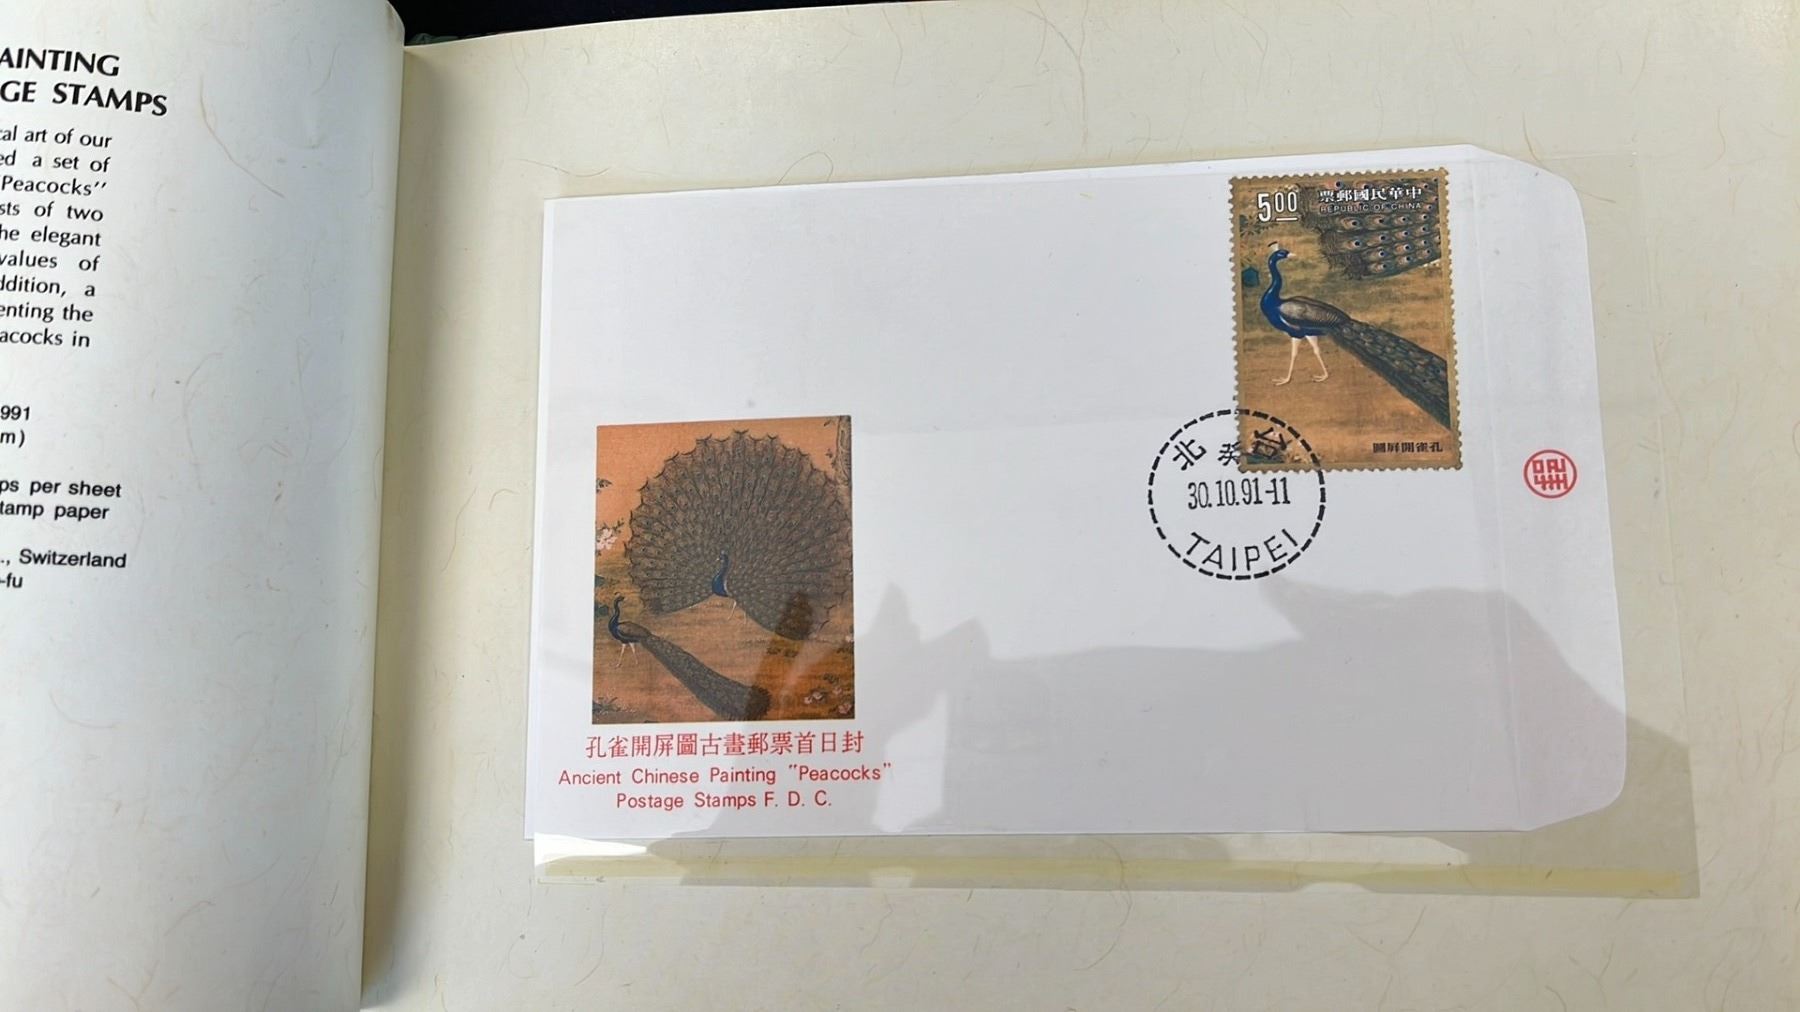 AINTING
GE STAMPS
cal art of our
ed a set of
"Peacocks"
sts of two
he elegant
values of
ddition, a
enting the
acocks in
991
m)
ps per sheet
tamp paper
., Switzerland
-fu
5.00
票郵國民華中
REPUBLIC OF CHINA
圖屏開雀孔
北 台
癸
30.10.91-11
TAIPEI
孔雀開屏圖古畫郵票首日封
Ancient Chinese Painting "Peacocks"
Postage Stamps F. D. C.